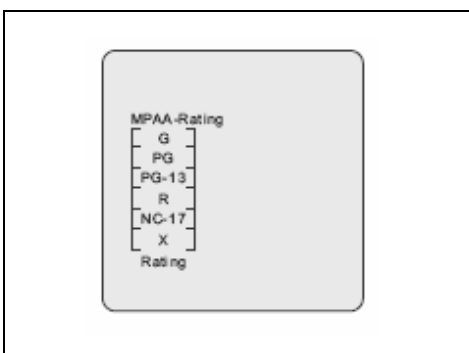 MPAA-Rating
G
PG
PG-13
R
NC-17
X
Rating